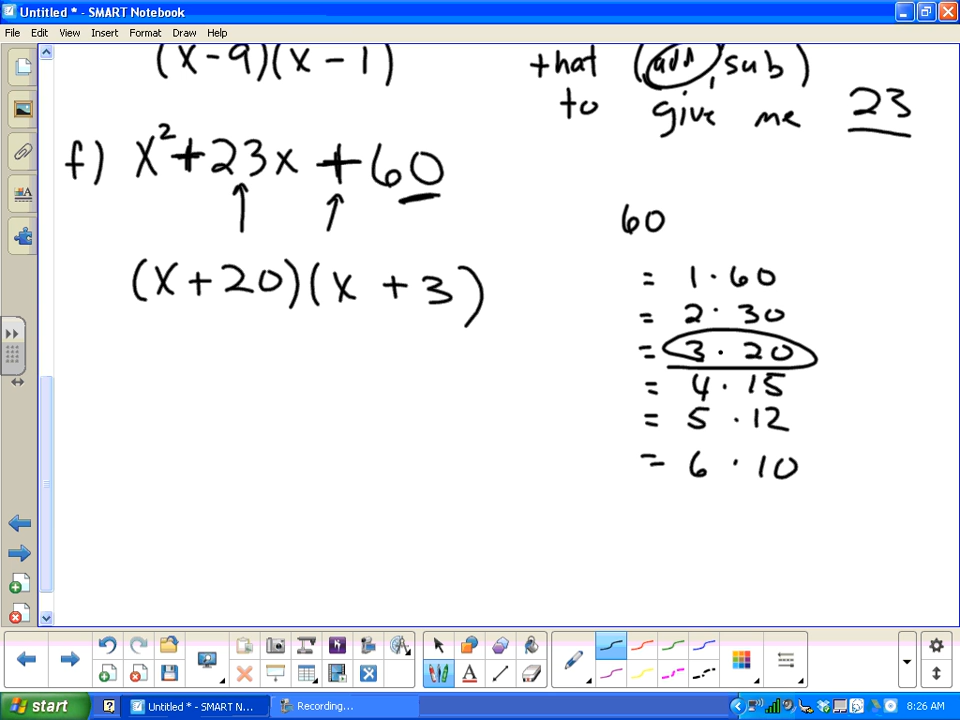 Untitled * - SMART Notebook
File Edit View Insert Format Draw Help
(x-9)(x - 1)
that (add, sub)
to give me 23
f) x²+23x + 60
(x+20)(x + 3)
60
= 1 · 60
= 2 · 30
= 3 · 20
= 4 · 15
= 5 · 12
= 6 · 10
start
Untitled * - SMART N...
Recording...
8:26 AM